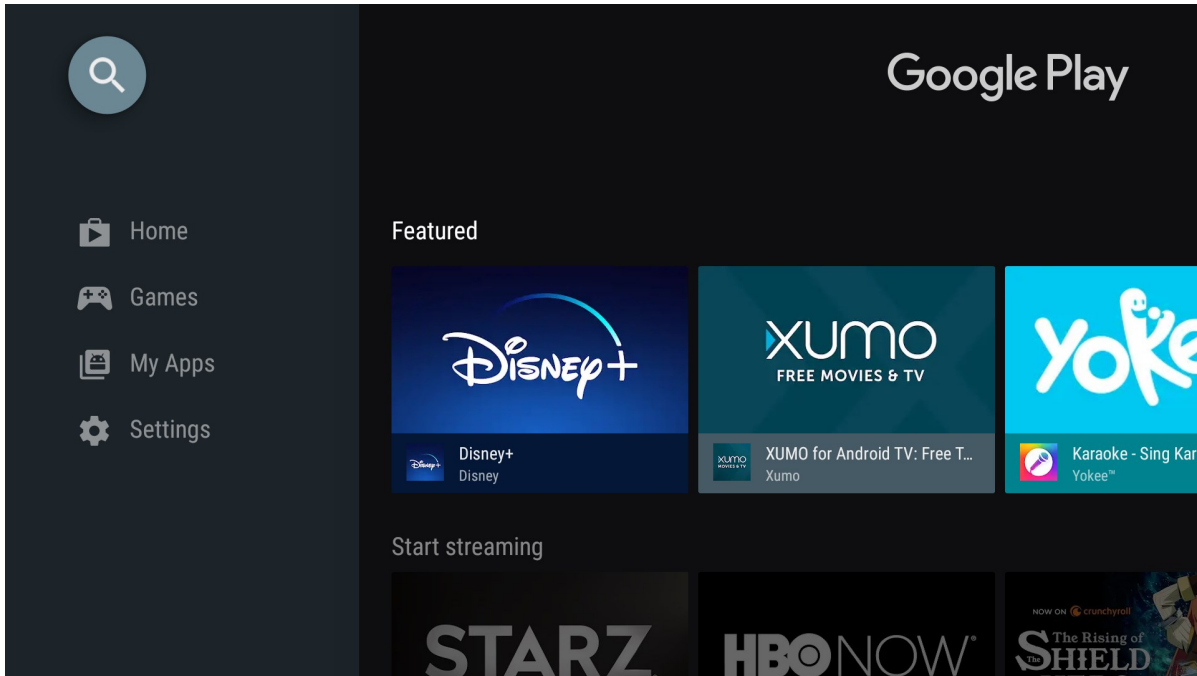 Google Play
Home
Games
My Apps
Settings
Featured
Disney+
XUMO
FREE MOVIES & TV
Disney+
Disney+
Disney
XUMO
MOVIES & TV
XUMO for Android TV: Free T...
Xumo
Karaoke - Sing Kar
Yokee™
Start streaming
STARZ
HBO NOW®
NOW ON crunchyroll
The Rising of
The SHIELD